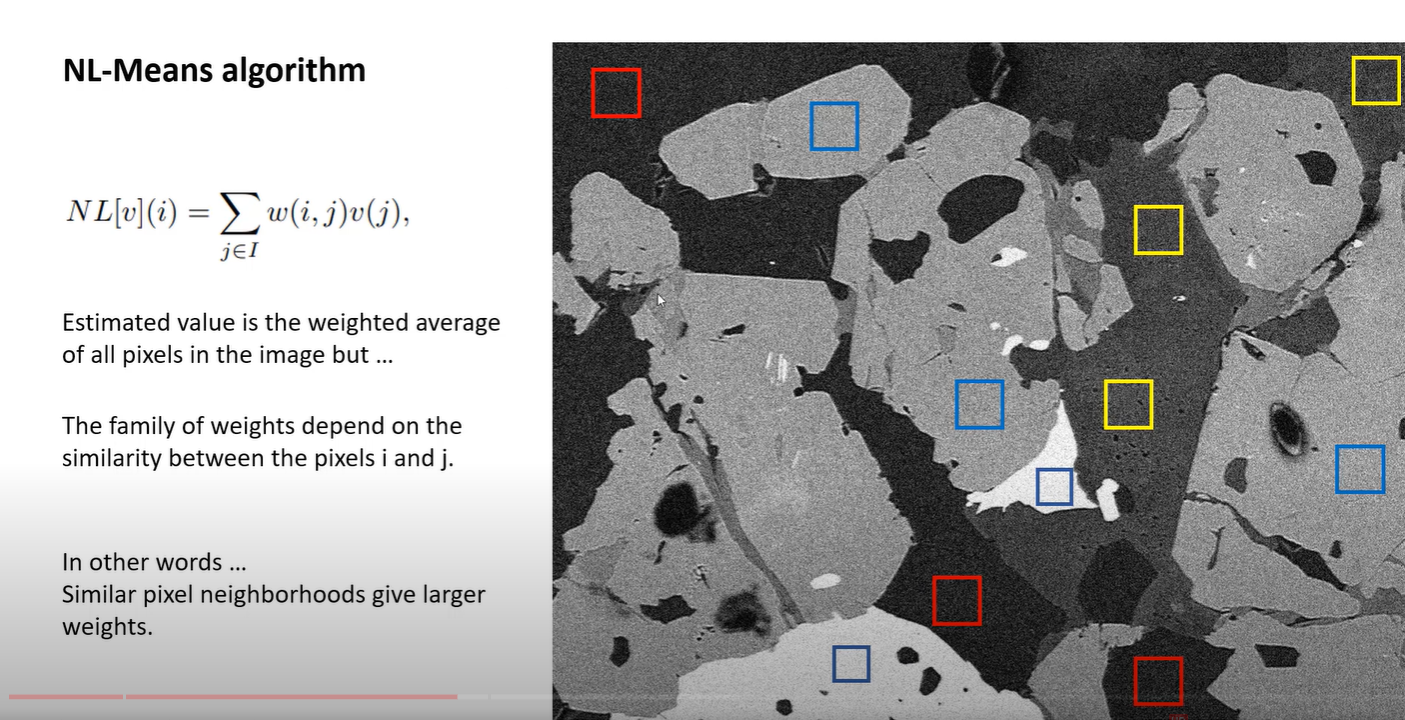 NL-Means algorithm
NL[v](i) = ∑ w(i, j)v(j),
j∈I
Estimated value is the weighted average
of all pixels in the image but …
The family of weights depend on the
similarity between the pixels i and j.
In other words …
Similar pixel neighborhoods give larger
weights.